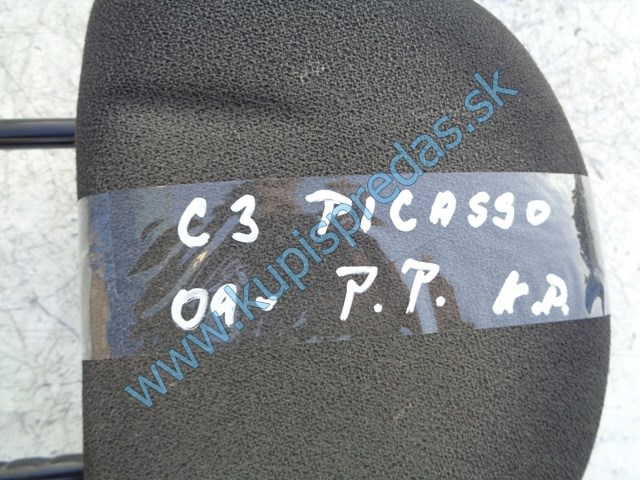 C3 PICASSO
09- P.P. K.D.
www.kupispredas.sk